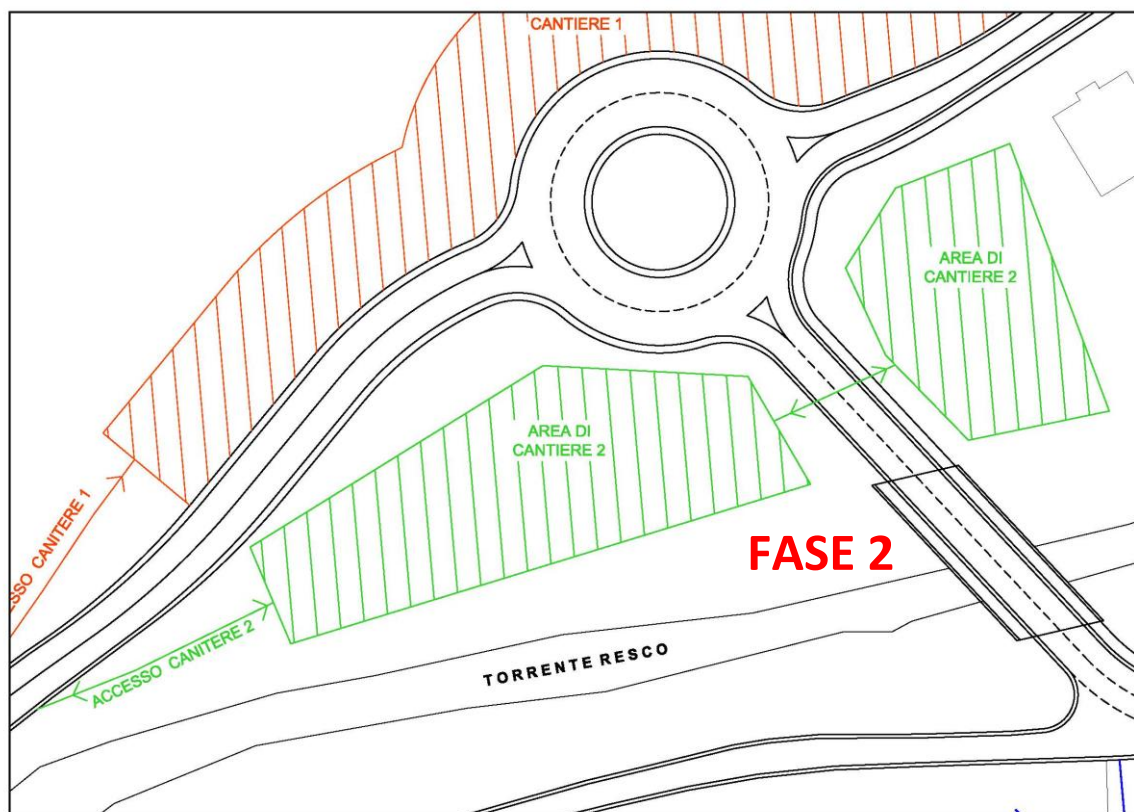 CANTIERE 1
AREA DI
CANTIERE 2
AREA DI
CANTIERE 2
ESSO CANITERE 1
FASE 2
ACCESSO CANITERE 2
TORRENTE RESCO